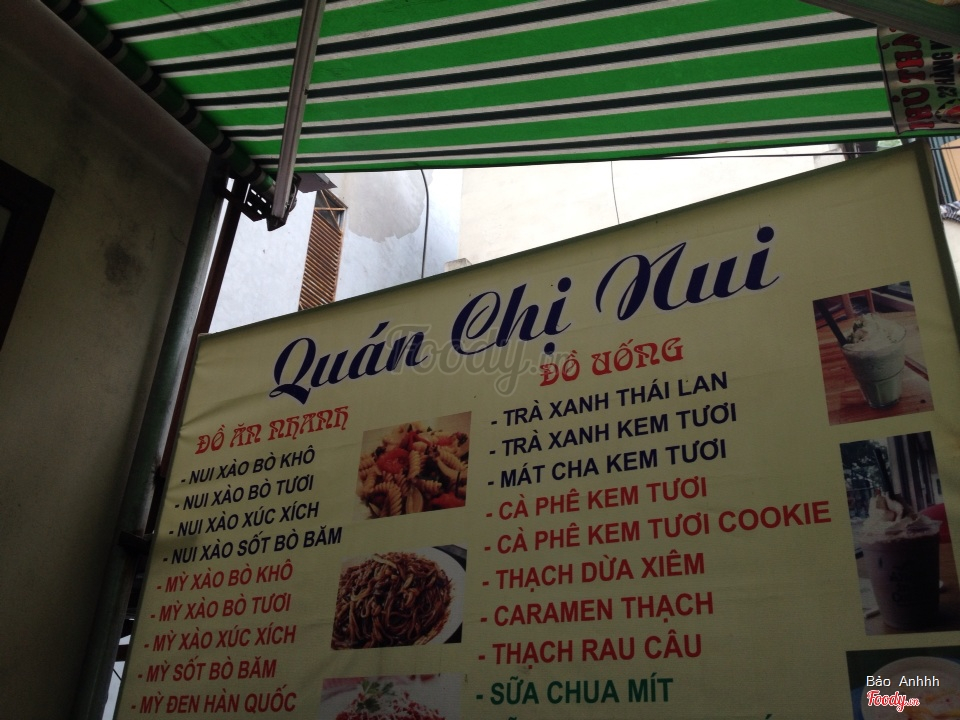 Quán Chị Nui
ĐỒ ĂN NHANH
- NUI XÀO BÒ KHÔ
- NUI XÀO BÒ TƯƠI
- NUI XÀO XÚC XÍCH
- NUI XÀO SỐT BÒ BĂM
- MỲ XÀO BÒ KHÔ
- MỲ XÀO BÒ TƯƠI
- MỲ XÀO XÚC XÍCH
- MỲ SỐT BÒ BĂM
- MỲ ĐEN HÀN QUỐC
ĐỒ UỐNG
- TRÀ XANH THÁI LAN
- TRÀ XANH KEM TƯƠI
- MÁT CHA KEM TƯƠI
- CÀ PHÊ KEM TƯƠI
- CÀ PHÊ KEM TƯƠI COOKIE
- THẠCH DỪA XIÊM
- CARAMEN THẠCH
- THẠCH RAU CÂU
- SỮA CHUA MÍT
Foody.vn
Bảo Anhhh
Foody.vn